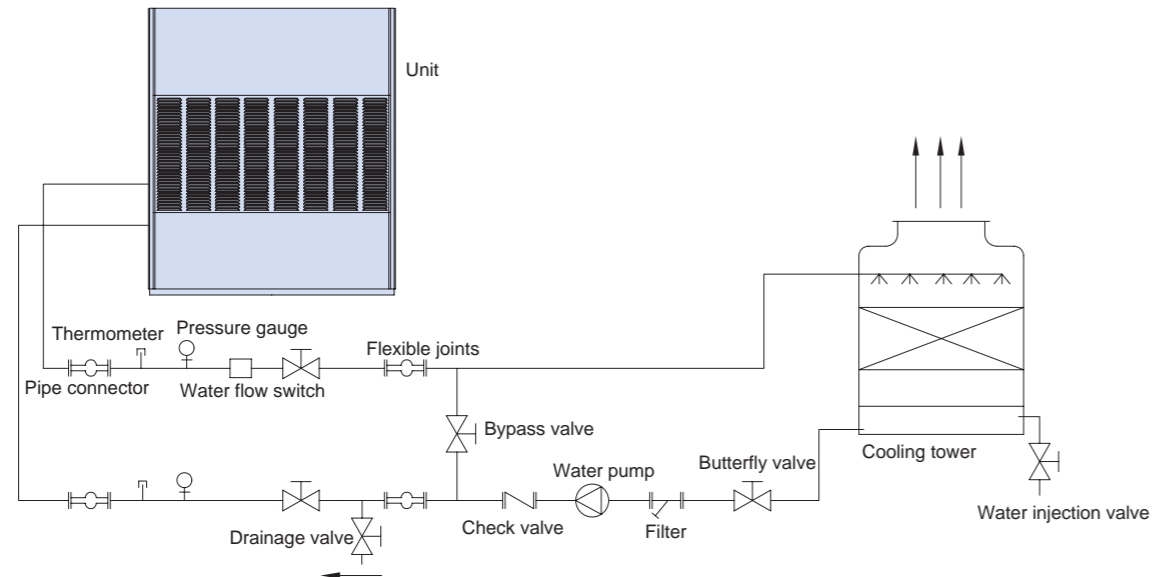 Unit
Thermometer
Pressure gauge
Flexible joints
Pipe connector
Water flow switch
Bypass valve
Water pump
Butterfly valve
Cooling tower
Drainage valve
Check valve
Filter
Water injection valve